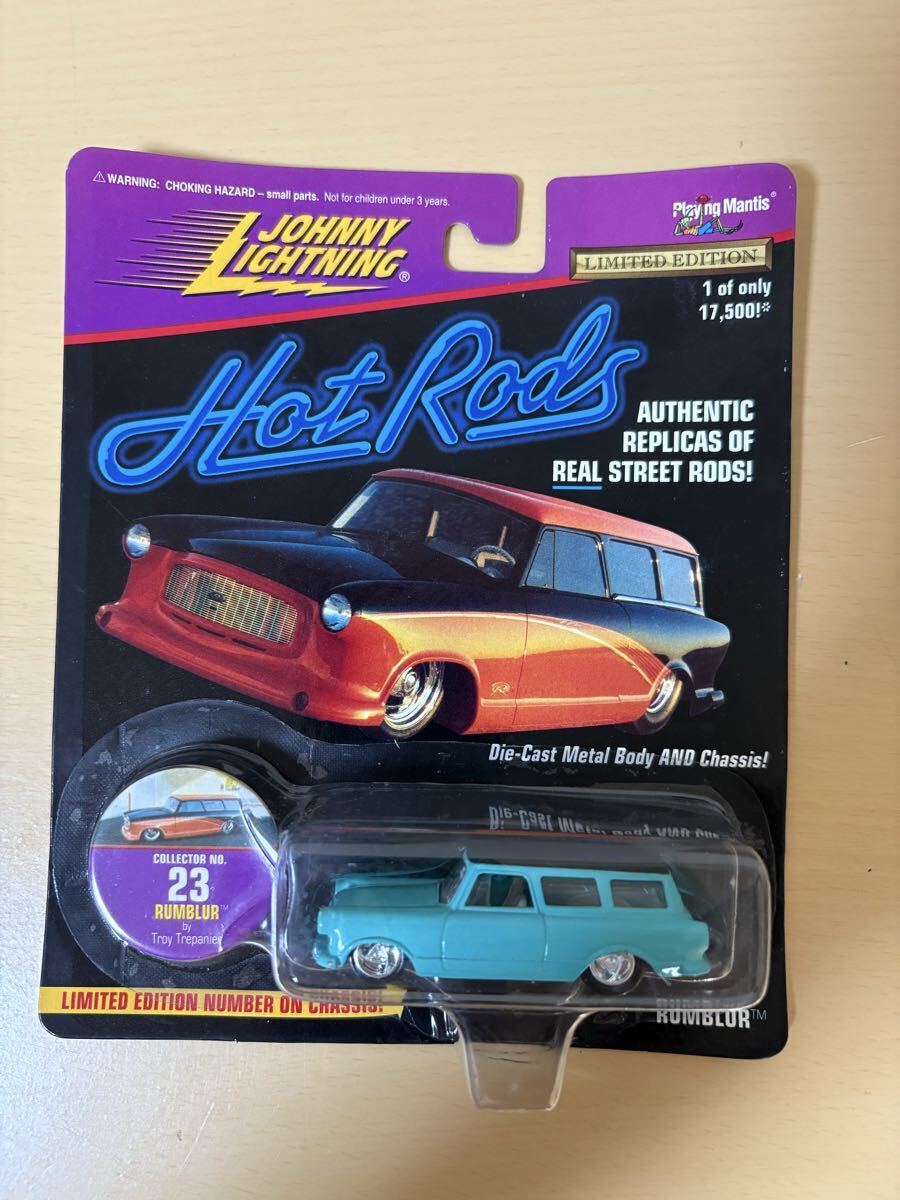 ⚠WARNING: CHOKING HAZARD -- small parts. Not for children under 3 years.
JOHNNY
LIGHTNING®
Playing Mantis®
LIMITED EDITION
1 of only
17,500!*
Hot Rods
AUTHENTIC
REPLICAS OF
REAL STREET RODS!
Die-Cast Metal Body AND Chassis!
COLLECTOR NO.
23
RUMBLUR™
by
Troy Trepanier
LIMITED EDITION NUMBER ON CHASSIS!
RUMBLUR™